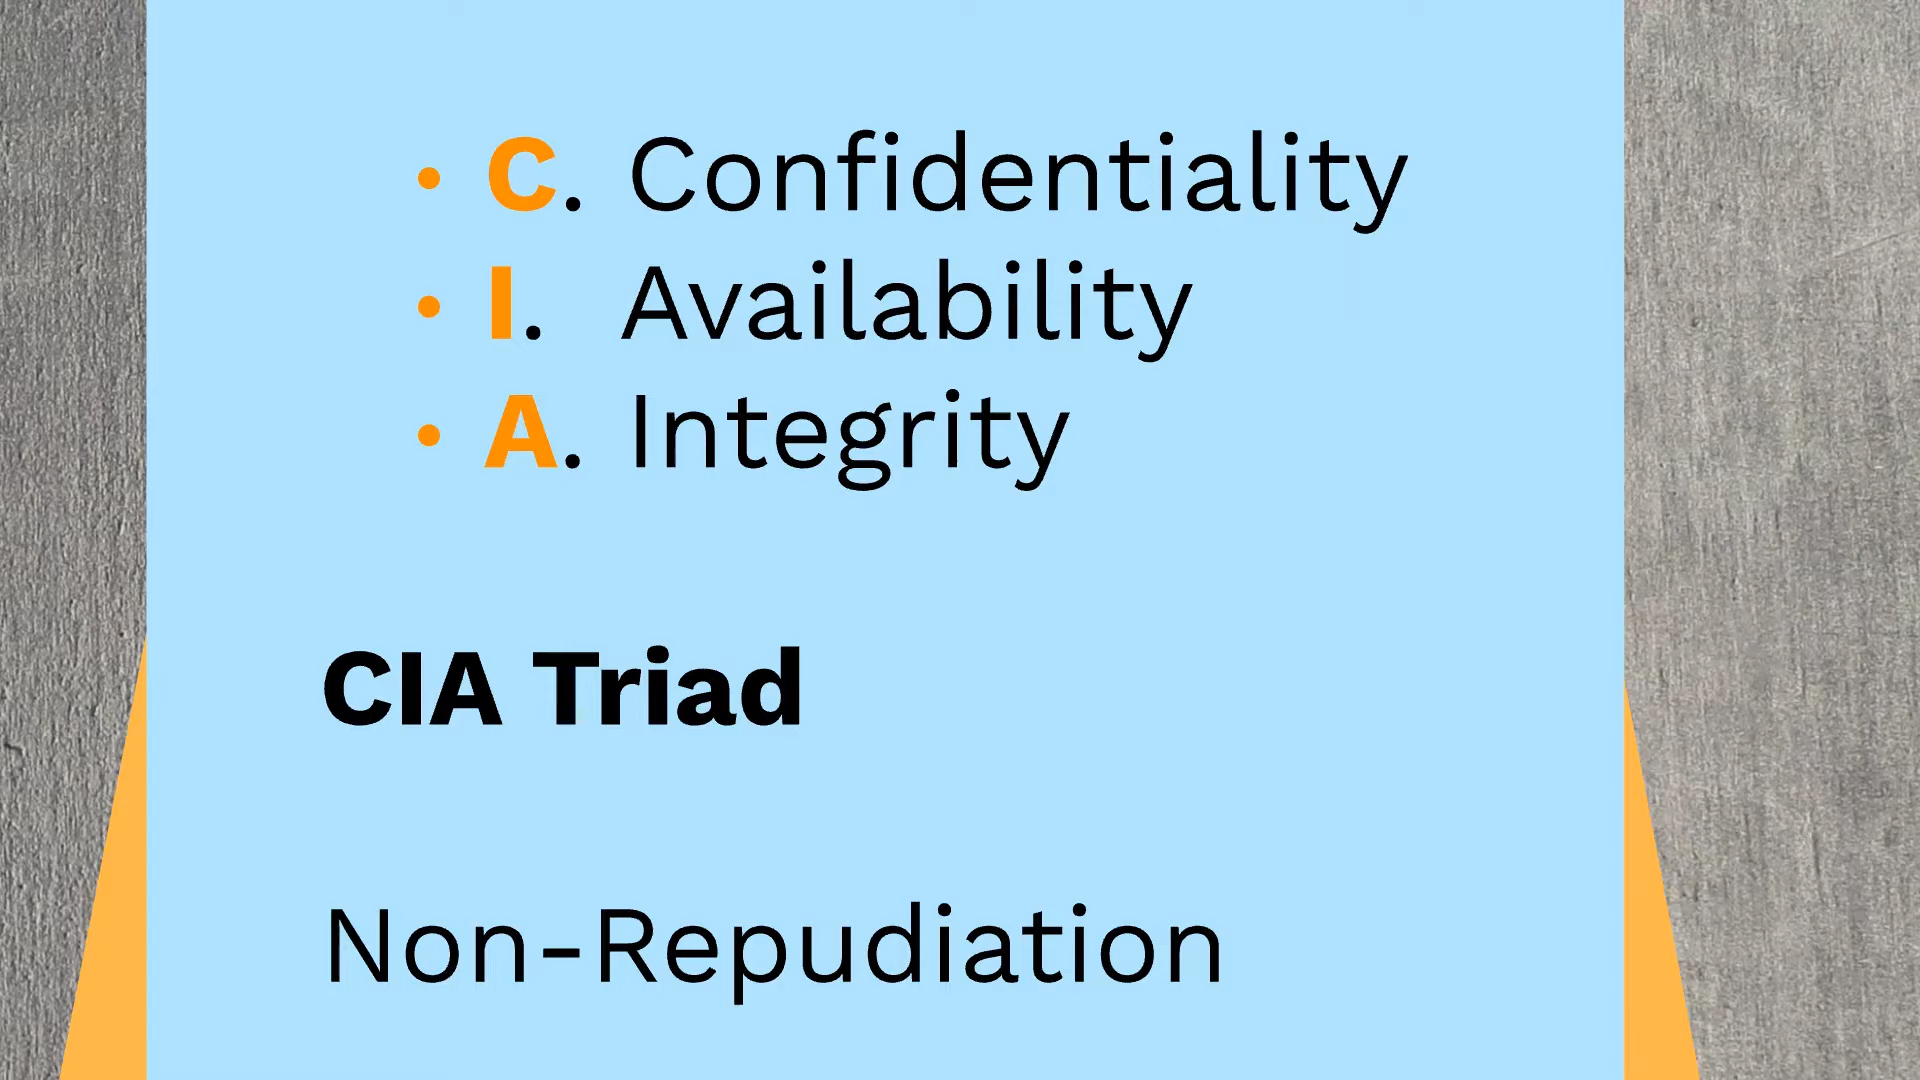 • C. Confidentiality
• I. Availability
• A. Integrity
CIA Triad
Non-Repudiation